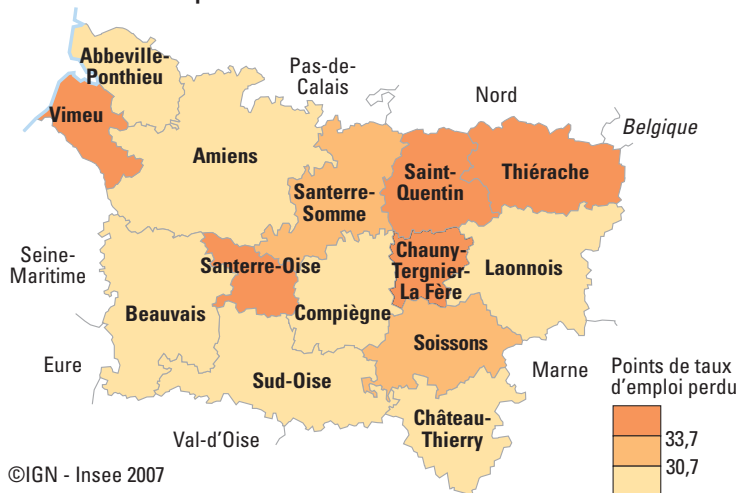 Abbeville-
Ponthieu
Pas-de-
Calais
Nord
Vimeu
Belgique
Amiens
Saint-
Quentin
Thiérache
Santerre-
Somme
Seine-
Maritime
Santerre-Oise
Chauny-
Tergnier-
La Fère
Laonnois
Beauvais
Compiègne
Soissons
Eure
Sud-Oise
Marne
Points de taux
d'emploi perdu
Château-
Thierry
Val-d'Oise
33,7
30,7
©IGN - Insee 2007